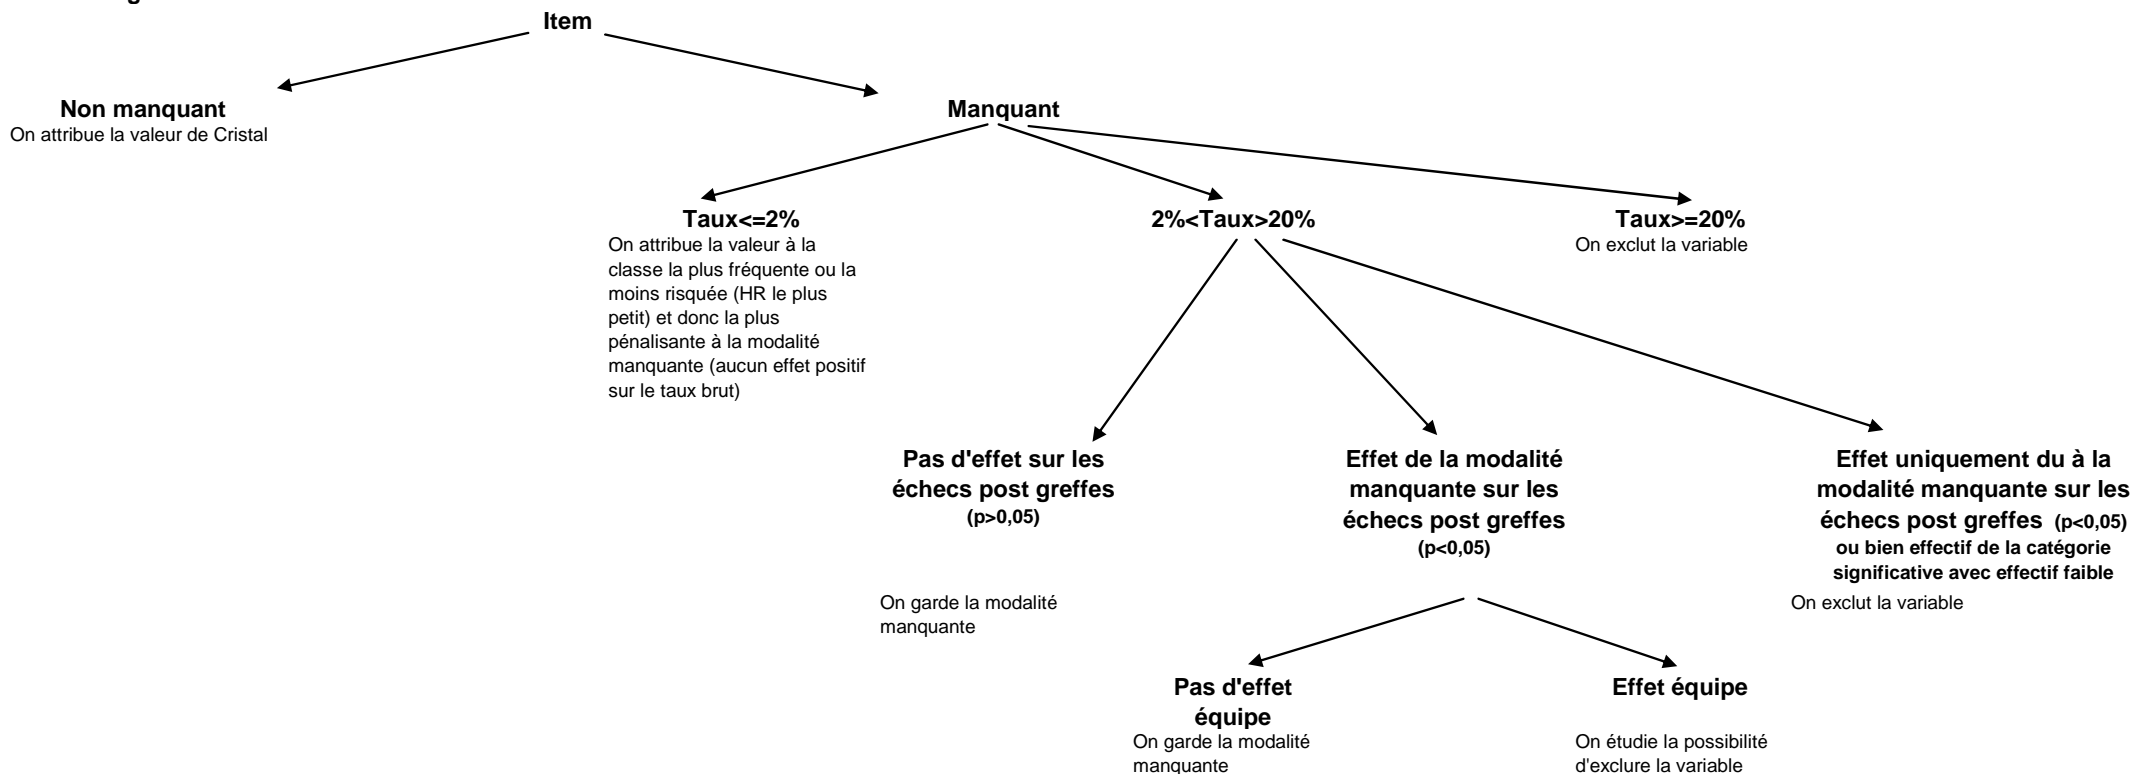 Item
Non manquant
On attribue la valeur de Cristal
Manquant
Taux<=2%
On attribue la valeur à la
classe la plus fréquente ou la
moins risquée (HR le plus
petit) et donc la plus
pénalisante à la modalité
manquante (aucun effet positif
sur le taux brut)
2%<Taux>20%
Taux>=20%
On exclut la variable
Pas d'effet sur les
échecs post greffes
(p>0,05)
On garde la modalité
manquante
Effet de la modalité
manquante sur les
échecs post greffes
(p<0,05)
Effet uniquement du à la
modalité manquante sur les
échecs post greffes (p<0,05)
ou bien effectif de la catégorie
significative avec effectif faible
On exclut la variable
Pas d'effet
équipe
On garde la modalité
manquante
Effet équipe
On étudie la possibilité
d'exclure la variable